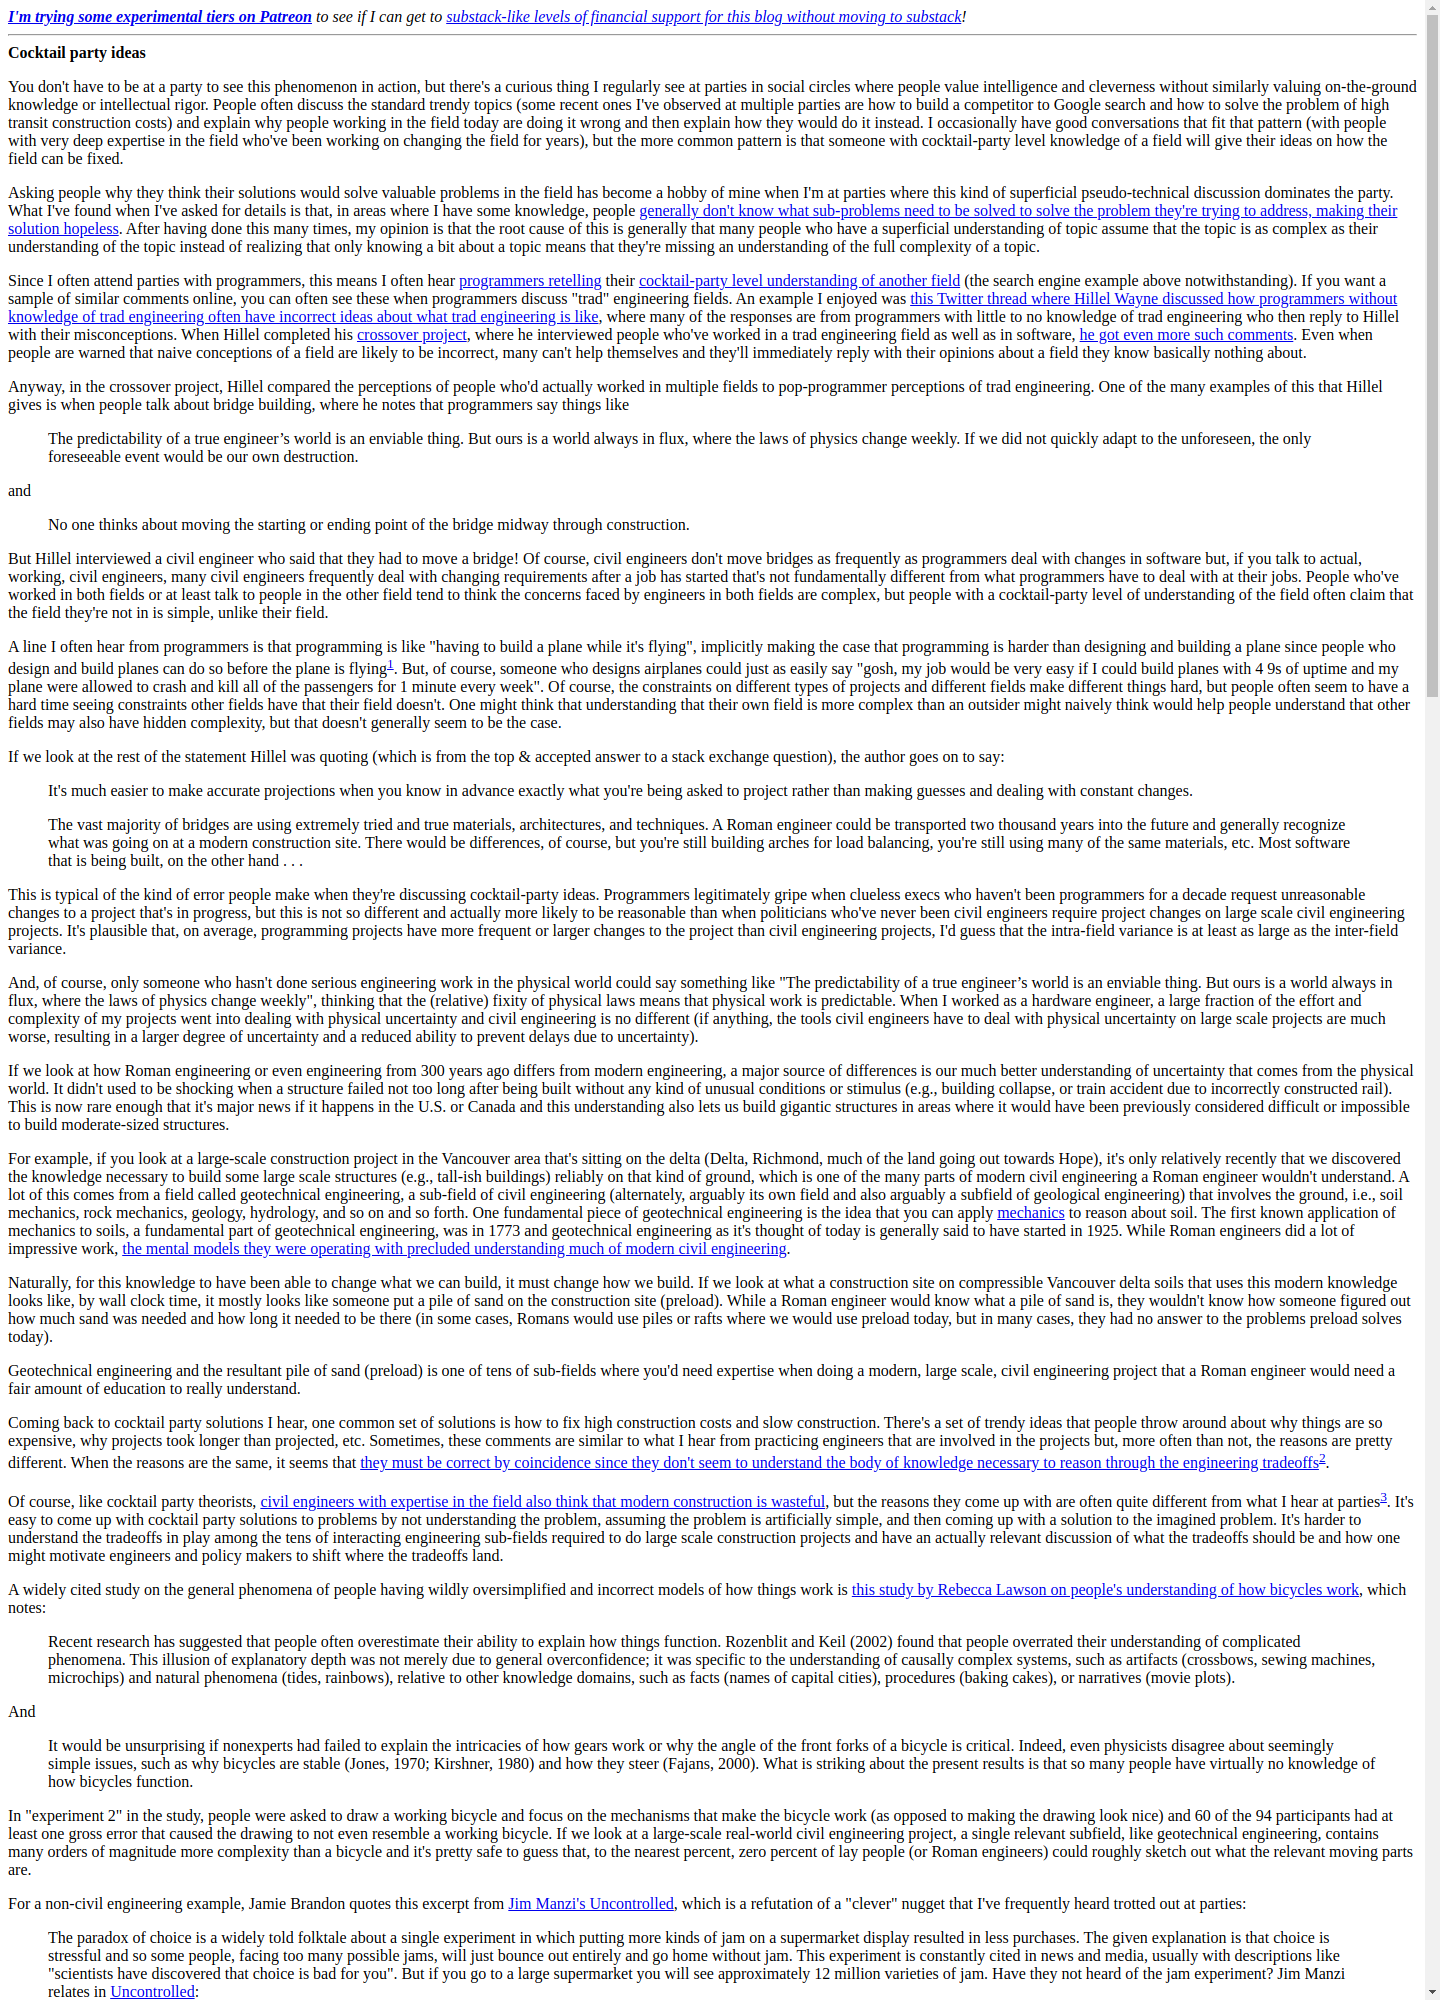 I'm trying some experimental tiers on Patreon to see if I can get to substack-like levels of financial support for this blog without moving to substack!
Cocktail party ideas
You don't have to be at a party to see this phenomenon in action, but there's a curious thing I regularly see at parties in social circles where people value intelligence and cleverness without similarly valuing on-the-ground
knowledge or intellectual rigor. People often discuss the standard trendy topics (some recent ones I've observed at multiple parties are how to build a competitor to Google search and how to solve the problem of high
transit construction costs) and explain why people working in the field today are doing it wrong and then explain how they would do it instead. I occasionally have good conversations that fit that pattern (with people
with very deep expertise in the field who've been working on changing the field for years), but the more common pattern is that someone with cocktail-party level knowledge of a field will give their ideas on how the
field can be fixed.
Asking people why they think their solutions would solve valuable problems in the field has become a hobby of mine when I'm at parties where this kind of superficial pseudo-technical discussion dominates the party.
What I've found when I've asked for details is that, in areas where I have some knowledge, people generally don't know what sub-problems need to be solved to solve the problem they're trying to address, making their
solution hopeless. After having done this many times, my opinion is that the root cause of this is generally that many people who have a superficial understanding of topic assume that the topic is as complex as their
understanding of the topic instead of realizing that only knowing a bit about a topic means that they're missing an understanding of the full complexity of a topic.
Since I often attend parties with programmers, this means I often hear programmers retelling their cocktail-party level understanding of another field (the search engine example above notwithstanding). If you want a
sample of similar comments online, you can often see these when programmers discuss "trad" engineering fields. An example I enjoyed was this Twitter thread where Hillel Wayne discussed how programmers without
knowledge of trad engineering often have incorrect ideas about what trad engineering is like, where many of the responses are from programmers with little to no knowledge of trad engineering who then reply to Hillel
with their misconceptions. When Hillel completed his crossover project, where he interviewed people who've worked in a trad engineering field as well as in software, he got even more such comments. Even when
people are warned that naive conceptions of a field are likely to be incorrect, many can't help themselves and they'll immediately reply with their opinions about a field they know basically nothing about.
Anyway, in the crossover project, Hillel compared the perceptions of people who'd actually worked in multiple fields to pop-programmer perceptions of trad engineering. One of the many examples of this that Hillel
gives is when people talk about bridge building, where he notes that programmers say things like
The predictability of a true engineer’s world is an enviable thing. But ours is a world always in flux, where the laws of physics change weekly. If we did not quickly adapt to the unforeseen, the only
foreseeable event would be our own destruction.
and
No one thinks about moving the starting or ending point of the bridge midway through construction.
But Hillel interviewed a civil engineer who said that they had to move a bridge! Of course, civil engineers don't move bridges as frequently as programmers deal with changes in software but, if you talk to actual,
working, civil engineers, many civil engineers frequently deal with changing requirements after a job has started that's not fundamentally different from what programmers have to deal with at their jobs. People who've
worked in both fields or at least talk to people in the other field tend to think the concerns faced by engineers in both fields are complex, but people with a cocktail-party level of understanding of the field often claim that
the field they're not in is simple, unlike their field.
A line I often hear from programmers is that programming is like "having to build a plane while it's flying", implicitly making the case that programming is harder than designing and building a plane since people who
design and build planes can do so before the plane is flying1. But, of course, someone who designs airplanes could just as easily say "gosh, my job would be very easy if I could build planes with 4 9s of uptime and my
plane were allowed to crash and kill all of the passengers for 1 minute every week". Of course, the constraints on different types of projects and different fields make different things hard, but people often seem to have a
hard time seeing constraints other fields have that their field doesn't. One might think that understanding that their own field is more complex than an outsider might naively think would help people understand that other
fields may also have hidden complexity, but that doesn't generally seem to be the case.
If we look at the rest of the statement Hillel was quoting (which is from the top & accepted answer to a stack exchange question), the author goes on to say:
It's much easier to make accurate projections when you know in advance exactly what you're being asked to project rather than making guesses and dealing with constant changes.
The vast majority of bridges are using extremely tried and true materials, architectures, and techniques. A Roman engineer could be transported two thousand years into the future and generally recognize
what was going on at a modern construction site. There would be differences, of course, but you're still building arches for load balancing, you're still using many of the same materials, etc. Most software
that is being built, on the other hand . . .
This is typical of the kind of error people make when they're discussing cocktail-party ideas. Programmers legitimately gripe when clueless execs who haven't been programmers for a decade request unreasonable
changes to a project that's in progress, but this is not so different and actually more likely to be reasonable than when politicians who've never been civil engineers require project changes on large scale civil engineering
projects. It's plausible that, on average, programming projects have more frequent or larger changes to the project than civil engineering projects, I'd guess that the intra-field variance is at least as large as the inter-field
variance.
And, of course, only someone who hasn't done serious engineering work in the physical world could say something like "The predictability of a true engineer’s world is an enviable thing. But ours is a world always in
flux, where the laws of physics change weekly", thinking that the (relative) fixity of physical laws means that physical work is predictable. When I worked as a hardware engineer, a large fraction of the effort and
complexity of my projects went into dealing with physical uncertainty and civil engineering is no different (if anything, the tools civil engineers have to deal with physical uncertainty on large scale projects are much
worse, resulting in a larger degree of uncertainty and a reduced ability to prevent delays due to uncertainty).
If we look at how Roman engineering or even engineering from 300 years ago differs from modern engineering, a major source of differences is our much better understanding of uncertainty that comes from the physical
world. It didn't used to be shocking when a structure failed not too long after being built without any kind of unusual conditions or stimulus (e.g., building collapse, or train accident due to incorrectly constructed rail).
This is now rare enough that it's major news if it happens in the U.S. or Canada and this understanding also lets us build gigantic structures in areas where it would have been previously considered difficult or impossible
to build moderate-sized structures.
For example, if you look at a large-scale construction project in the Vancouver area that's sitting on the delta (Delta, Richmond, much of the land going out towards Hope), it's only relatively recently that we discovered
the knowledge necessary to build some large scale structures (e.g., tall-ish buildings) reliably on that kind of ground, which is one of the many parts of modern civil engineering a Roman engineer wouldn't understand. A
lot of this comes from a field called geotechnical engineering, a sub-field of civil engineering (alternately, arguably its own field and also arguably a subfield of geological engineering) that involves the ground, i.e., soil
mechanics, rock mechanics, geology, hydrology, and so on and so forth. One fundamental piece of geotechnical engineering is the idea that you can apply mechanics to reason about soil. The first known application of
mechanics to soils, a fundamental part of geotechnical engineering, was in 1773 and geotechnical engineering as it's thought of today is generally said to have started in 1925. While Roman engineers did a lot of
impressive work, the mental models they were operating with precluded understanding much of modern civil engineering.
Naturally, for this knowledge to have been able to change what we can build, it must change how we build. If we look at what a construction site on compressible Vancouver delta soils that uses this modern knowledge
looks like, by wall clock time, it mostly looks like someone put a pile of sand on the construction site (preload). While a Roman engineer would know what a pile of sand is, they wouldn't know how someone figured out
how much sand was needed and how long it needed to be there (in some cases, Romans would use piles or rafts where we would use preload today, but in many cases, they had no answer to the problems preload solves
today).
Geotechnical engineering and the resultant pile of sand (preload) is one of tens of sub-fields where you'd need expertise when doing a modern, large scale, civil engineering project that a Roman engineer would need a
fair amount of education to really understand.
Coming back to cocktail party solutions I hear, one common set of solutions is how to fix high construction costs and slow construction. There's a set of trendy ideas that people throw around about why things are so
expensive, why projects took longer than projected, etc. Sometimes, these comments are similar to what I hear from practicing engineers that are involved in the projects but, more often than not, the reasons are pretty
different. When the reasons are the same, it seems that they must be correct by coincidence since they don't seem to understand the body of knowledge necessary to reason through the engineering tradeoffs2.
Of course, like cocktail party theorists, civil engineers with expertise in the field also think that modern construction is wasteful, but the reasons they come up with are often quite different from what I hear at parties3. It's
easy to come up with cocktail party solutions to problems by not understanding the problem, assuming the problem is artificially simple, and then coming up with a solution to the imagined problem. It's harder to
understand the tradeoffs in play among the tens of interacting engineering sub-fields required to do large scale construction projects and have an actually relevant discussion of what the tradeoffs should be and how one
might motivate engineers and policy makers to shift where the tradeoffs land.
A widely cited study on the general phenomena of people having wildly oversimplified and incorrect models of how things work is this study by Rebecca Lawson on people's understanding of how bicycles work, which
notes:
Recent research has suggested that people often overestimate their ability to explain how things function. Rozenblit and Keil (2002) found that people overrated their understanding of complicated
phenomena. This illusion of explanatory depth was not merely due to general overconfidence; it was specific to the understanding of causally complex systems, such as artifacts (crossbows, sewing machines,
microchips) and natural phenomena (tides, rainbows), relative to other knowledge domains, such as facts (names of capital cities), procedures (baking cakes), or narratives (movie plots).
And
It would be unsurprising if nonexperts had failed to explain the intricacies of how gears work or why the angle of the front forks of a bicycle is critical. Indeed, even physicists disagree about seemingly
simple issues, such as why bicycles are stable (Jones, 1970; Kirshner, 1980) and how they steer (Fajans, 2000). What is striking about the present results is that so many people have virtually no knowledge of
how bicycles function.
In "experiment 2" in the study, people were asked to draw a working bicycle and focus on the mechanisms that make the bicycle work (as opposed to making the drawing look nice) and 60 of the 94 participants had at
least one gross error that caused the drawing to not even resemble a working bicycle. If we look at a large-scale real-world civil engineering project, a single relevant subfield, like geotechnical engineering, contains
many orders of magnitude more complexity than a bicycle and it's pretty safe to guess that, to the nearest percent, zero percent of lay people (or Roman engineers) could roughly sketch out what the relevant moving parts
are.
For a non-civil engineering example, Jamie Brandon quotes this excerpt from Jim Manzi's Uncontrolled, which is a refutation of a "clever" nugget that I've frequently heard trotted out at parties:
The paradox of choice is a widely told folktale about a single experiment in which putting more kinds of jam on a supermarket display resulted in less purchases. The given explanation is that choice is
stressful and so some people, facing too many possible jams, will just bounce out entirely and go home without jam. This experiment is constantly cited in news and media, usually with descriptions like
"scientists have discovered that choice is bad for you". But if you go to a large supermarket you will see approximately 12 million varieties of jam. Have they not heard of the jam experiment? Jim Manzi
relates in Uncontrolled: